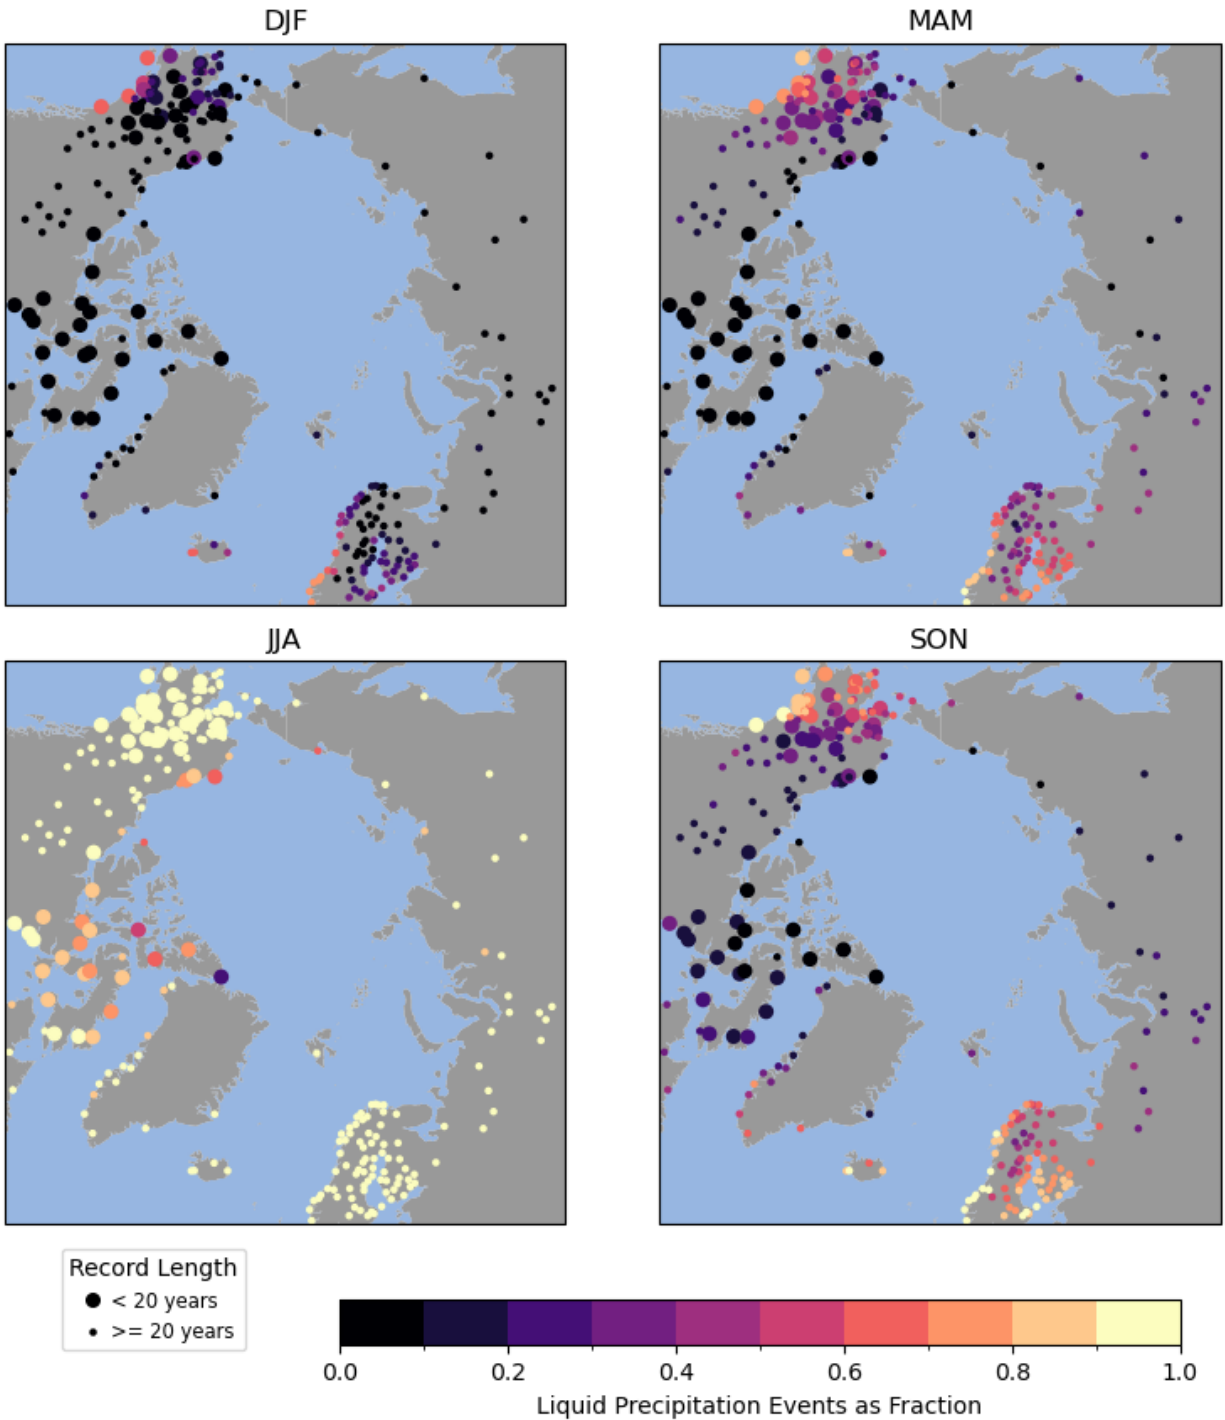 DJF
MAM
JJA
SON
Record Length
< 20 years
>= 20 years
0.0 0.2 0.4 0.6 0.8 1.0
Liquid Precipitation Events as Fraction